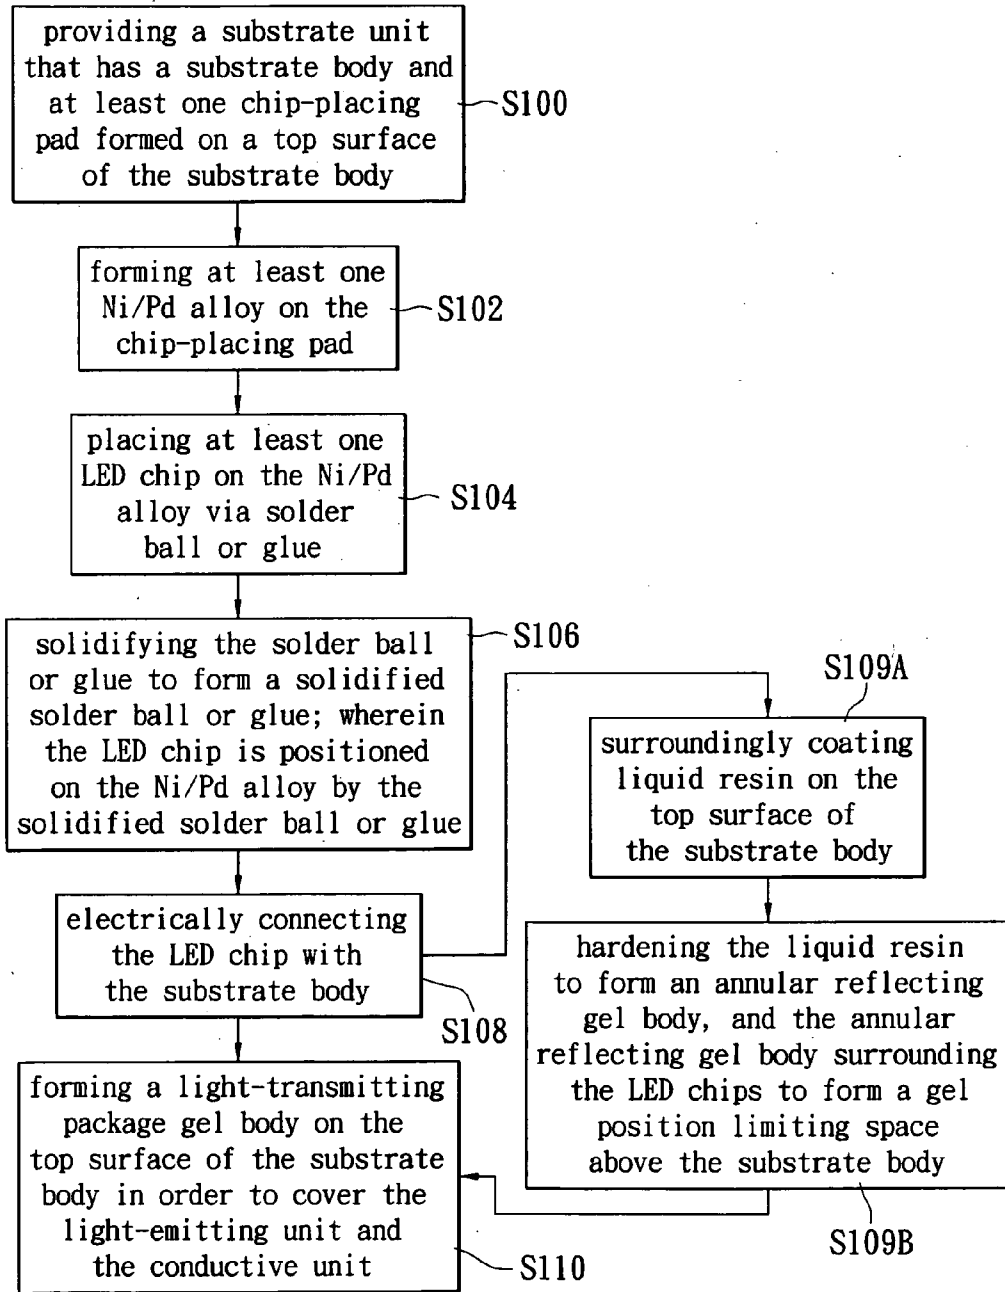 providing a substrate unit
that has a substrate body and
at least one chip-placing
pad formed on a top surface
of the substrate body
S100
forming at least one
Ni/Pd alloy on the
chip-placing pad
S102
placing at least one
LED chip on the Ni/Pd
alloy via solder
ball or glue
S104
solidifying the solder ball
or glue to form a solidified
solder ball or glue; wherein
the LED chip is positioned
on the Ni/Pd alloy by the
solidified solder ball or glue
S106
electrically connecting
the LED chip with
the substrate body
S108
S109A
surroundingly coating
liquid resin on the
top surface of
the substrate body
hardening the liquid resin
to form an annular reflecting
gel body, and the annular
reflecting gel body surrounding
the LED chips to form a gel
position limiting space
above the substrate body
S109B
forming a light-transmitting
package gel body on the
top surface of the substrate
body in order to cover the
light-emitting unit and
the conductive unit
S110